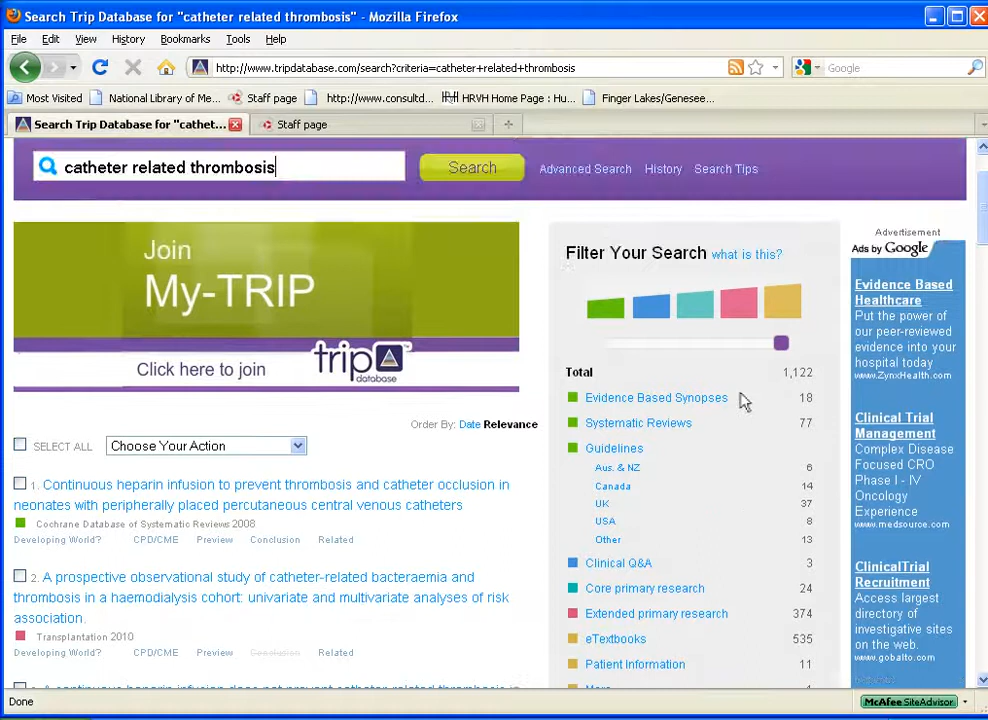 Search Trip Database for "catheter related thrombosis" - Mozilla Firefox
File Edit View History Bookmarks Tools Help
http://www.tripdatabase.com/search?criteria=catheter+related+thrombosis
Google
Most Visited National Library of Me... Staff page http://www.consultd... HRVH Home Page : Hu... Finger Lakes/Genesee...
Search Trip Database for "cathet... Staff page
catheter related thrombosis
Search
Advanced Search History Search Tips
Join
My-TRIP
Click here to join
trip
DATABASE
Order By: Date Relevance
SELECT ALL Choose Your Action
1. Continuous heparin infusion to prevent thrombosis and catheter occlusion in
neonates with peripherally placed percutaneous central venous catheters
Cochrane Database of Systematic Reviews 2008
Developing World? CPD/CME Preview Conclusion Related
2. A prospective observational study of catheter-related bacteraemia and
thrombosis in a haemodialysis cohort: univariate and multivariate analyses of risk
association.
Transplantation 2010
Developing World? CPD/CME Preview Conclusion Related
Filter Your Search what is this?
Total 1,122
Evidence Based Synopses 18
Systematic Reviews 77
Guidelines
Aus. & NZ 6
Canada 14
UK 37
USA 8
Other 13
Clinical Q&A 3
Core primary research 24
Extended primary research 374
eTextbooks 535
Patient Information 11
Advertisement
Ads by Google
Evidence Based
Healthcare
Put the power of
our peer-reviewed
evidence into your
hospital today
www.ZynxHealth.com
Clinical Trial
Management
Complex Disease
Focused CRO
Phase I - IV
Oncology
Experience
www.medsource.com
ClinicalTrial
Recruitment
Access largest
directory of
investigative sites
on the web.
www.gobalto.com
Done
McAfee SiteAdvisor